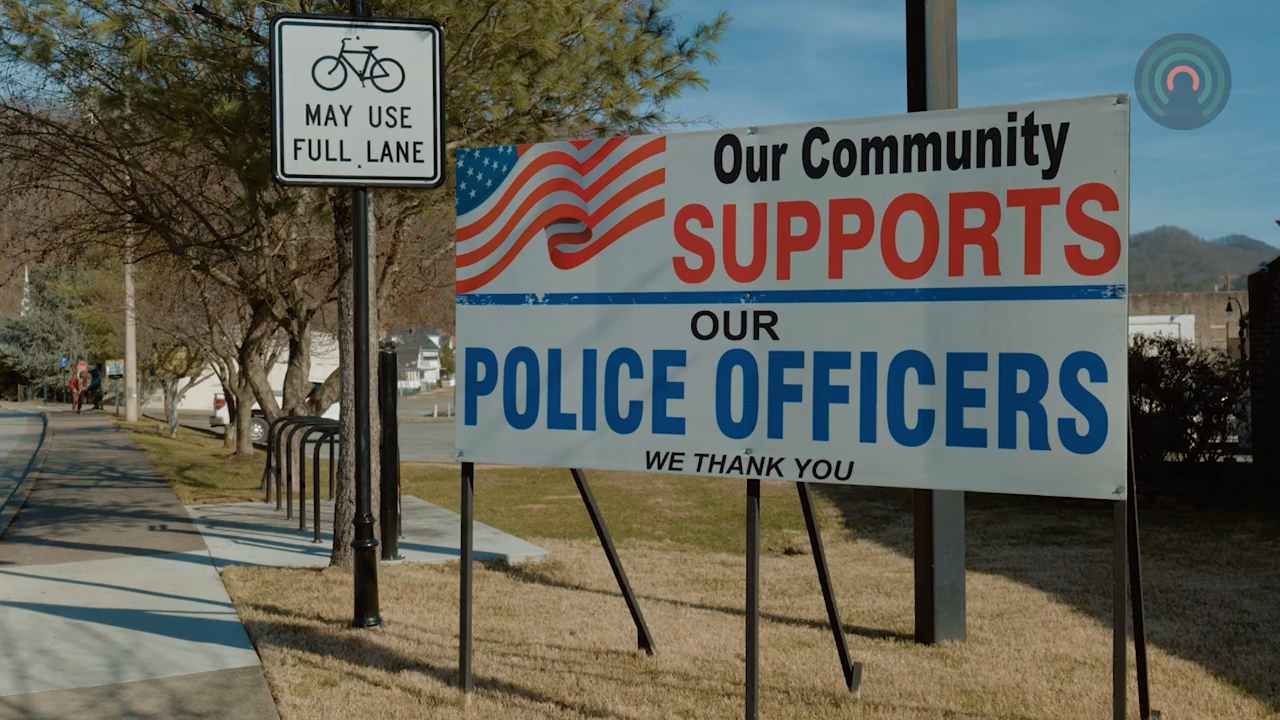 MAY USE
FULL LANE
Our Community
SUPPORTS
OUR
POLICE OFFICERS
WE THANK YOU